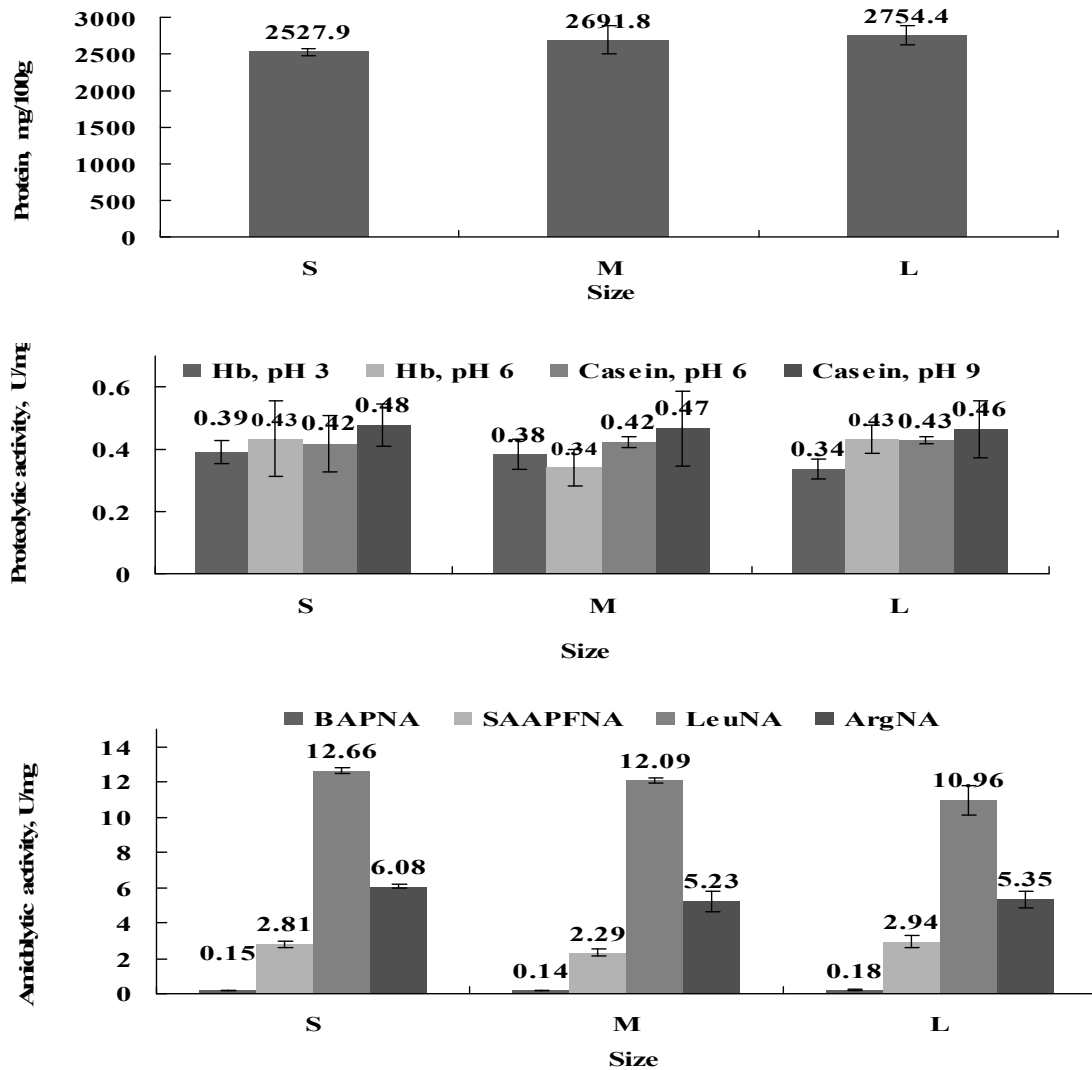 Protein, mg/100g
3000
2500
2000
1500
1000
500
0
2527.9
2691.8
2754.4
S M L
Size
Proteolytic activity, U/mg
Hb, pH 3 Hb, pH 6 Casein, pH 6 Casein, pH 9
0.6
0.4
0.2
0
0.39 0.43 0.42 0.48
0.38 0.34 0.42 0.47
0.34 0.43 0.43 0.46
S M L
Size
Amidolytic activity, U/mg
BAPNA SAAPFNA LeuNA ArgNA
14
12
10
8
6
4
2
0
0.15 2.81 12.66 6.08
0.14 2.29 12.09 5.23
0.18 2.94 10.96 5.35
S M L
Size